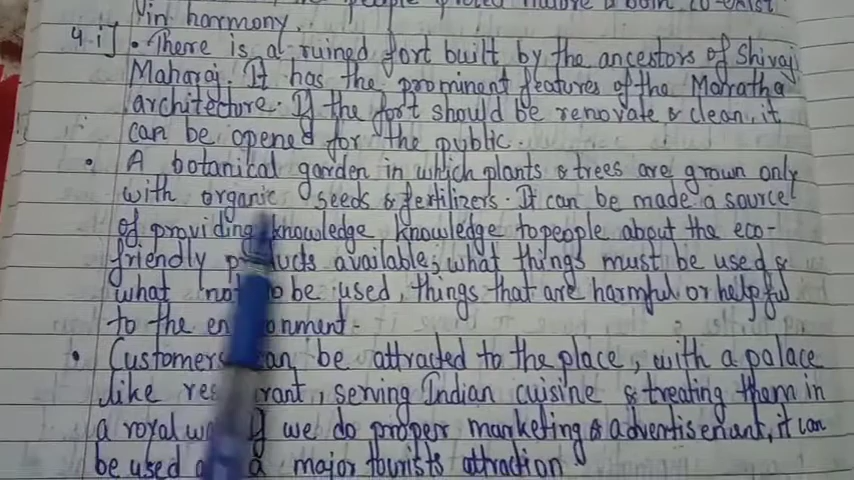 in harmony.
4. i] • There is a ruined fort built by the ancestors of Shivaj
Maharaj. It has the prominent features of the Maratha
architecture. If the fort should be renovate & clean, it
can be opened for the public.
• A botanical garden in which plants & trees are grown only
with organic seeds & fertilizers. It can be made a source
of providing knowledge knowledge to people about the eco-
friendly products available, what things must be used &
what not to be used, things that are harmful or helpful
to the environment.
• Customers can be attracted to the place, with a palace
like restaurant, serving Indian cuisine & treating them in
a royal way If we do proper marketing & advertisemant, it can
be used a major tourists attraction